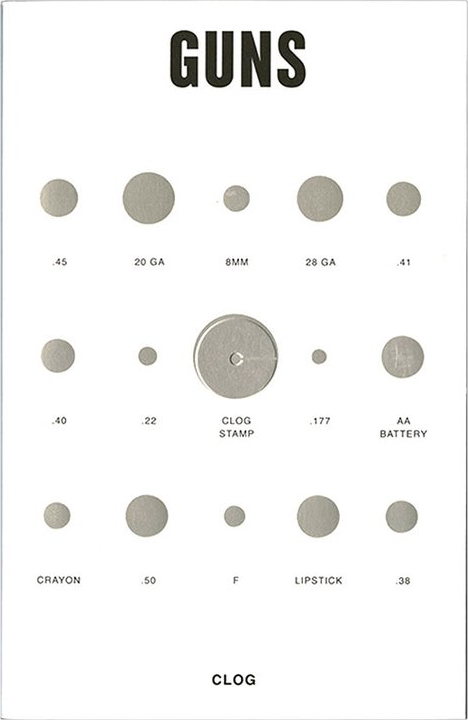 GUNS
.45 20 GA 8MM 28 GA .41
.40 .22 CLOG .177 AA
STAMP BATTERY
CRAYON .50 F LIPSTICK .38
CLOG